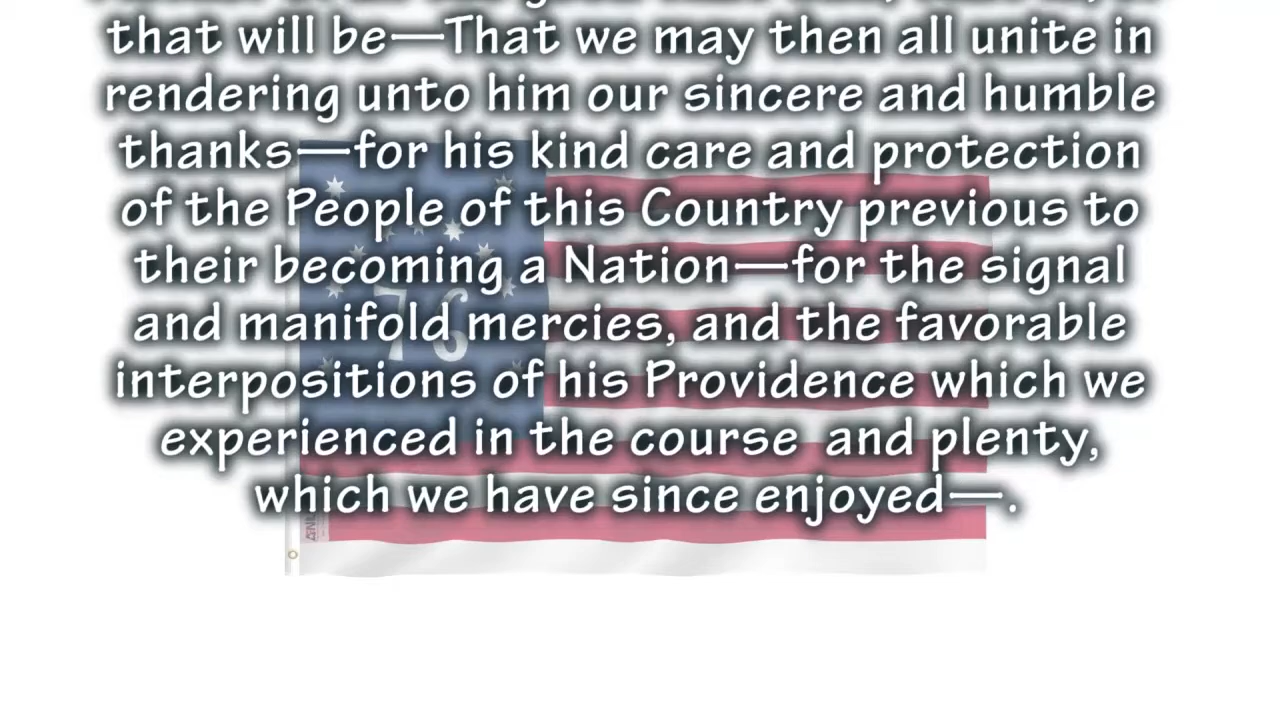 that will be—That we may then all unite in
rendering unto him our sincere and humble
thanks—for his kind care and protection
of the People of this Country previous to
their becoming a Nation—for the signal
and manifold mercies, and the favorable
interpositions of his Providence which we
experienced in the course  and plenty,
which we have since enjoyed—.
76